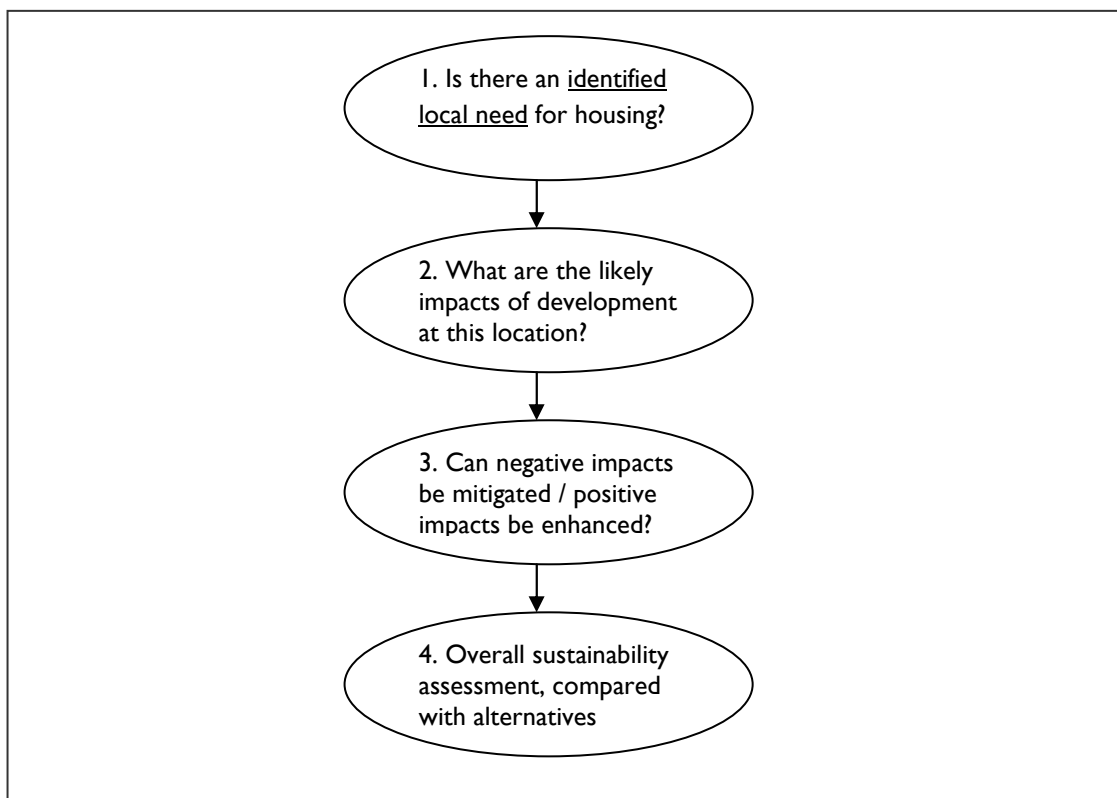 1. Is there an identified
local need for housing?
2. What are the likely
impacts of development
at this location?
3. Can negative impacts
be mitigated / positive
impacts be enhanced?
4. Overall sustainability
assessment, compared
with alternatives